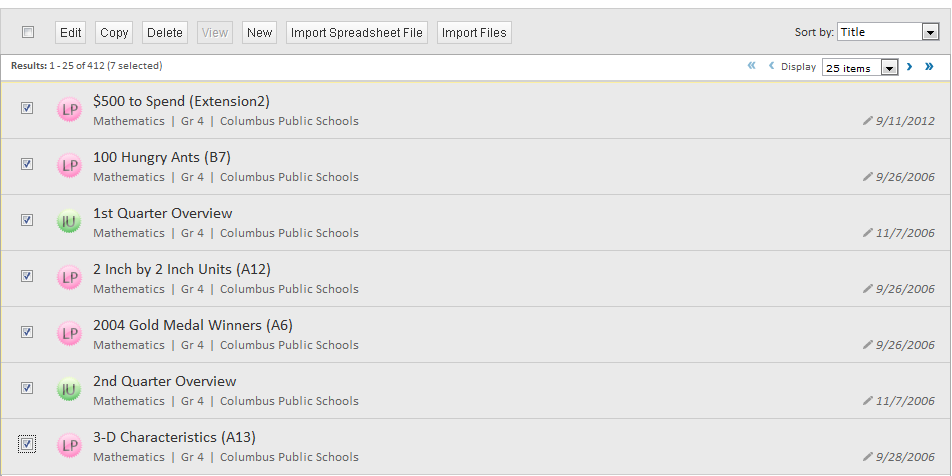 Edit Copy Delete View New Import Spreadsheet File Import Files Sort by: Title
Results: 1 - 25 of 412 (7 selected) « ‹ Display 25 items › »
LP $500 to Spend (Extension2)
Mathematics | Gr 4 | Columbus Public Schools 9/11/2012
LP 100 Hungry Ants (B7)
Mathematics | Gr 4 | Columbus Public Schools 9/26/2006
IU 1st Quarter Overview
Mathematics | Gr 4 | Columbus Public Schools 11/7/2006
LP 2 Inch by 2 Inch Units (A12)
Mathematics | Gr 4 | Columbus Public Schools 9/26/2006
LP 2004 Gold Medal Winners (A6)
Mathematics | Gr 4 | Columbus Public Schools 9/26/2006
IU 2nd Quarter Overview
Mathematics | Gr 4 | Columbus Public Schools 11/7/2006
LP 3-D Characteristics (A13)
Mathematics | Gr 4 | Columbus Public Schools 9/28/2006